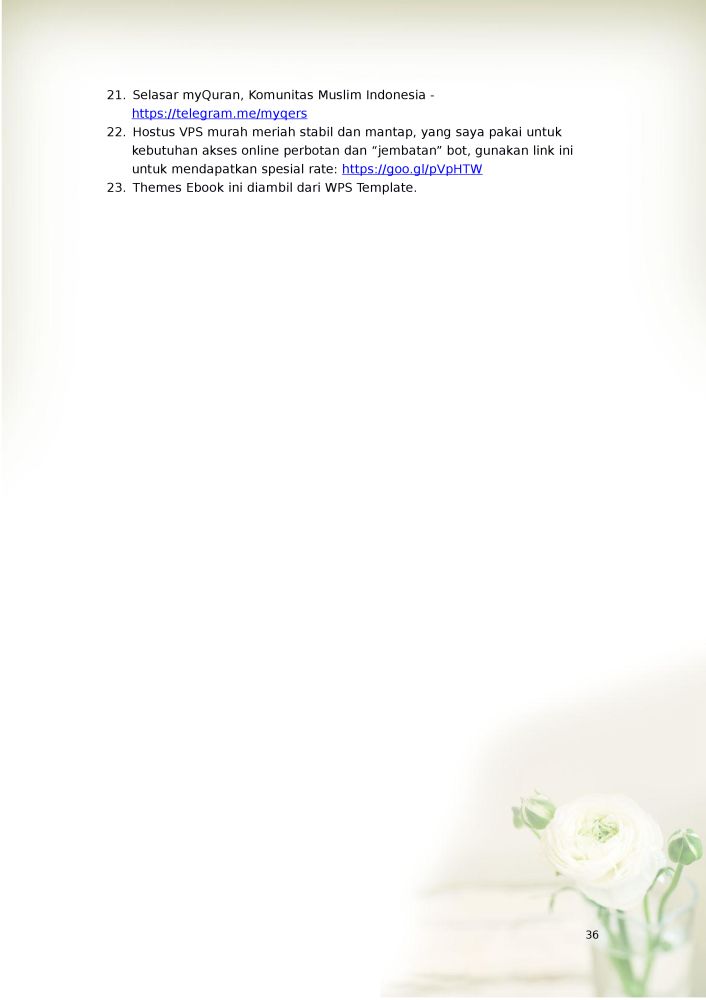 21. Selasar myQuran, Komunitas Muslim Indonesia -
https://telegram.me/myqers
22. Hostus VPS murah meriah stabil dan mantap, yang saya pakai untuk
kebutuhan akses online perbotan dan “jembatan” bot, gunakan link ini
untuk mendapatkan spesial rate: https://goo.gl/pVpHTW
23. Themes Ebook ini diambil dari WPS Template.
36